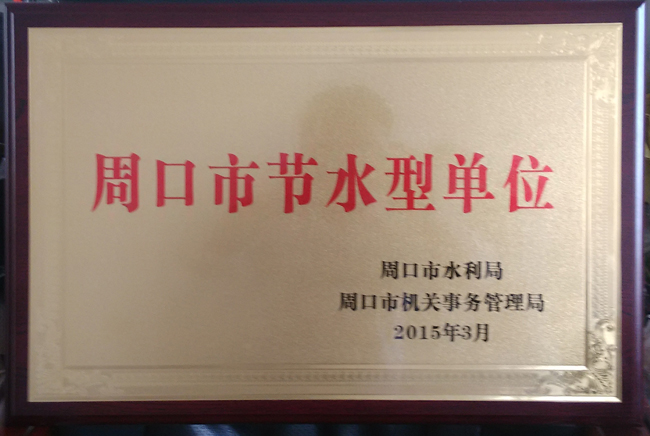 周口市节水型单位
周口市水利局
周口市机关事务管理局
2015年3月